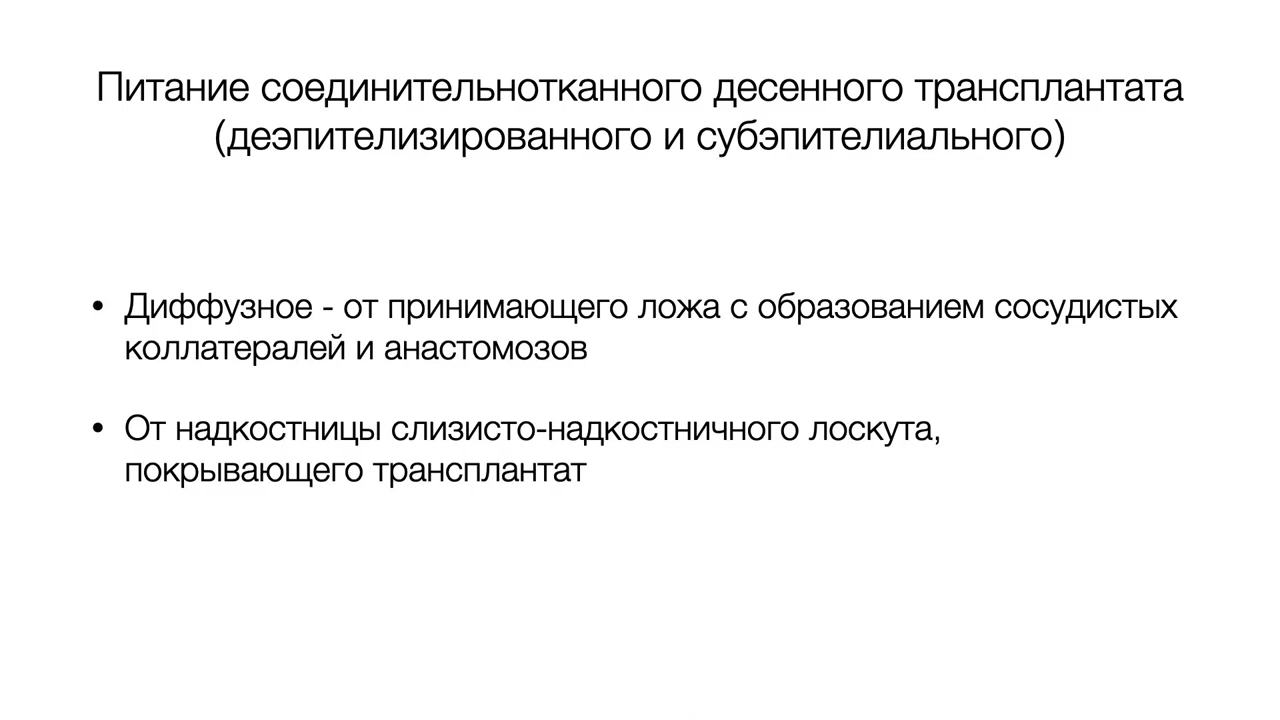 Питание соединительнотканного десенного трансплантата
(деэпителизированного и субэпителиального)
• Диффузное - от принимающего ложа с образованием сосудистых
коллатералей и анастомозов
• От надкостницы слизисто-надкостничного лоскута,
покрывающего трансплантат